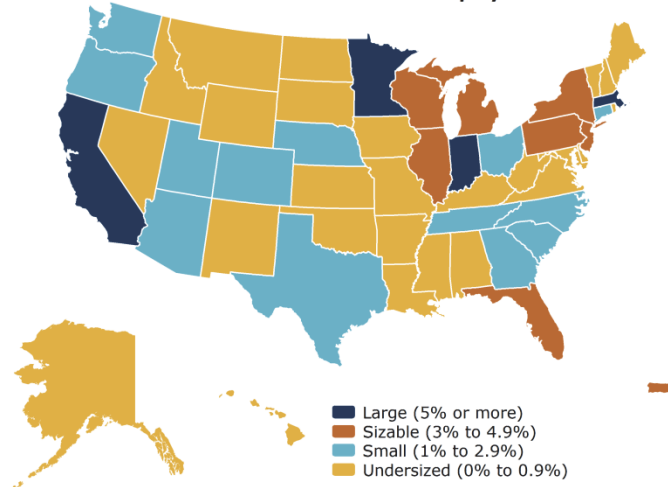 Large (5% or more)
Sizable (3% to 4.9%)
Small (1% to 2.9%)
Undersized (0% to 0.9%)